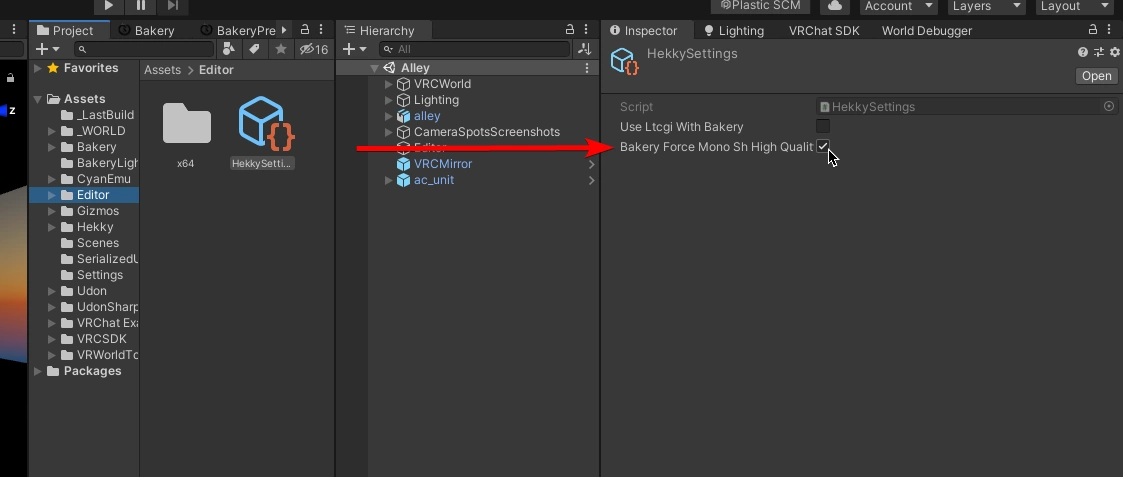 Plastic SCM
Account
Layers
Layout
Project
Bakery
BakeryPre
16
Favorites
Assets
_LastBuild
_WORLD
Bakery
BakeryLigh
CyanEmu
Editor
Gizmos
Hekky
Scenes
SerializedU
Settings
Udon
UdonSharp
VRChat Exa
VRCSDK
VRWorldTo
Packages
Assets > Editor
x64
HekkySetti...
Hierarchy
All
Alley
VRCWorld
Lighting
alley
CameraSpotsScreenshots
Editor
VRCMirror
ac_unit
Inspector
Lighting
VRChat SDK
World Debugger
HekkySettings
Open
Script
HekkySettings
Use Ltcgi With Bakery
Bakery Force Mono Sh High Qualit
z